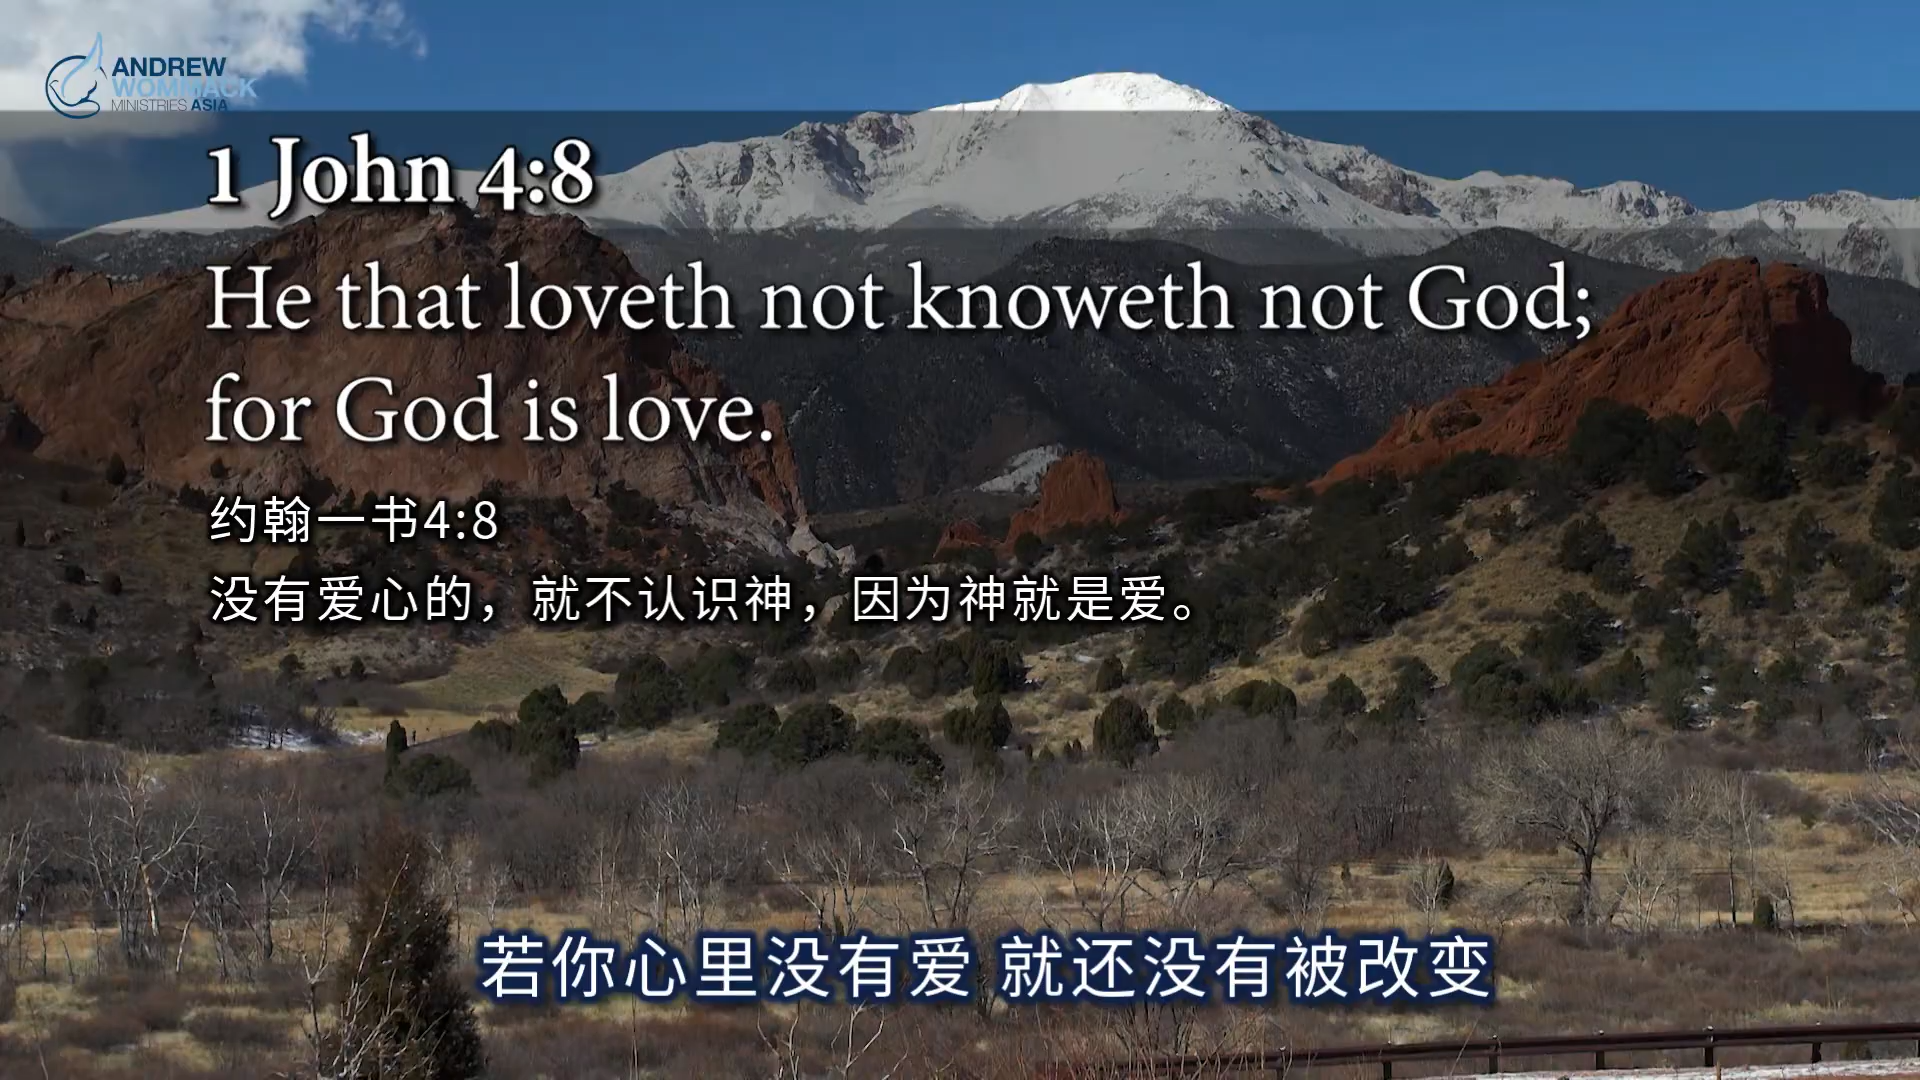 ANDREW
WOMMACK
MINISTRIES ASIA
1 John 4:8
He that loveth not knoweth not God;
for God is love.
约翰一书4:8
没有爱心的，就不认识神，因为神就是爱。
若你心里没有爱 就还没有被改变